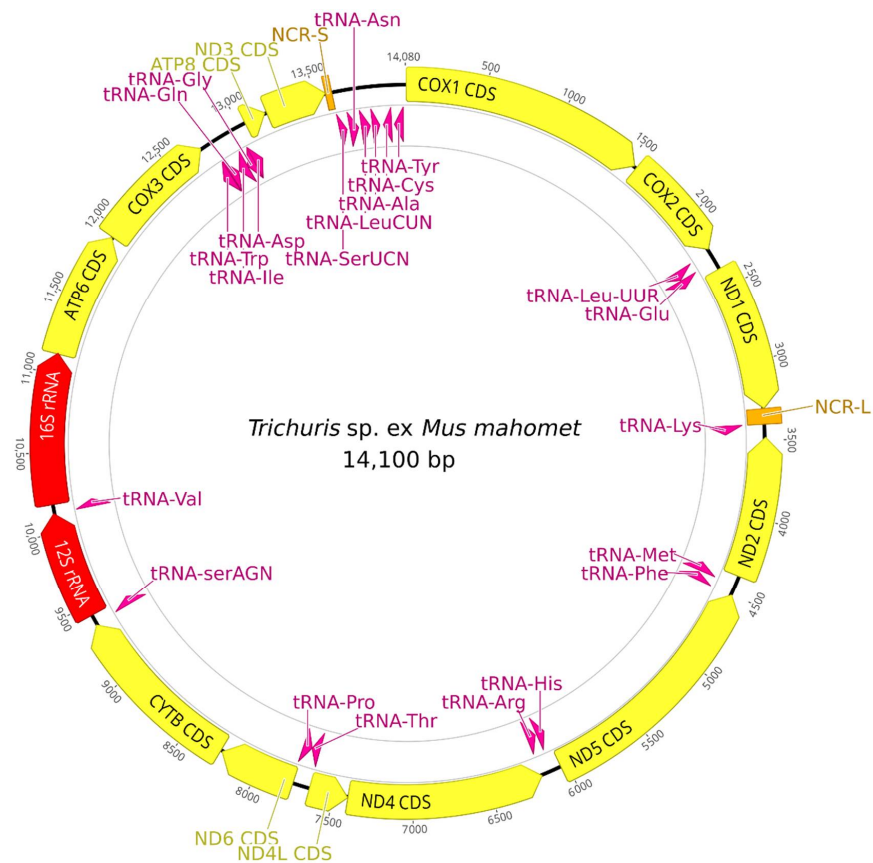 tRNA-Asn
NCR-S
ND3 CDS
ATP8 CDS
tRNA-Gly
tRNA-Gln
14,080
500
1000
1500
2000
2500
3000
3500
4000
4500
5000
5500
6000
6500
7000
7500
8000
8500
9000
9500
10,000
10,500
11,000
11,500
12,000
12,500
13,000
13,500
COX1 CDS
COX2 CDS
ND1 CDS
NCR-L
ND2 CDS
ND5 CDS
ND4 CDS
ND4L CDS
ND6 CDS
CYTB CDS
12S rRNA
16S rRNA
ATP6 CDS
COX3 CDS
tRNA-Tyr
tRNA-Cys
tRNA-Ala
tRNA-LeuCUN
tRNA-SerUCN
tRNA-Asp
tRNA-Trp
tRNA-Ile
tRNA-Leu-UUR
tRNA-Glu
tRNA-Lys
tRNA-Met
tRNA-Phe
tRNA-His
tRNA-Arg
tRNA-Pro
tRNA-Thr
tRNA-serAGN
tRNA-Val
Trichuris sp. ex Mus mahomet
14,100 bp